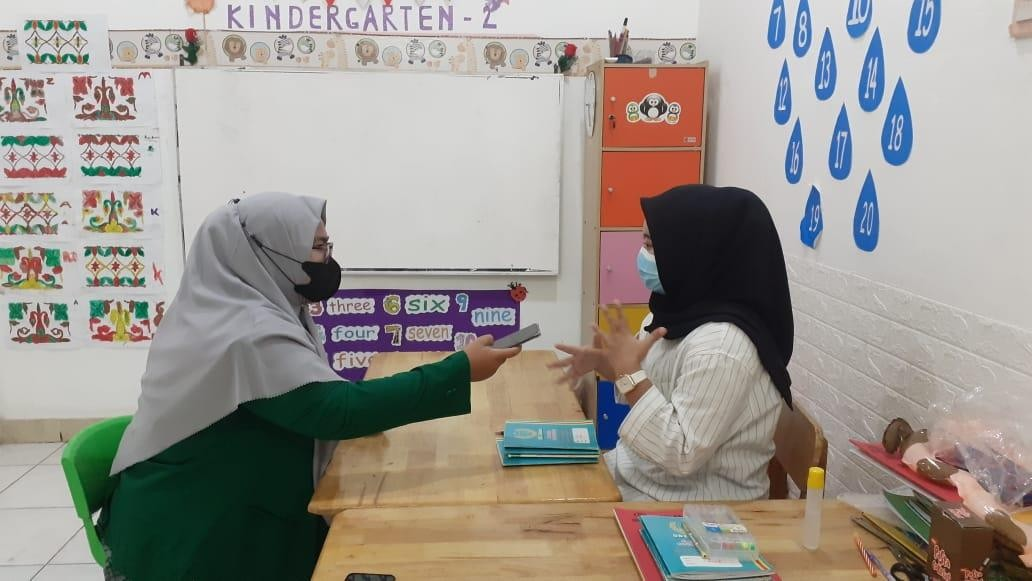 KINDERGARTEN - 2
7 8 10 15
12 13 14
16 17 18
19 20
3 three 6 six 9 nine
four 7 seven
five